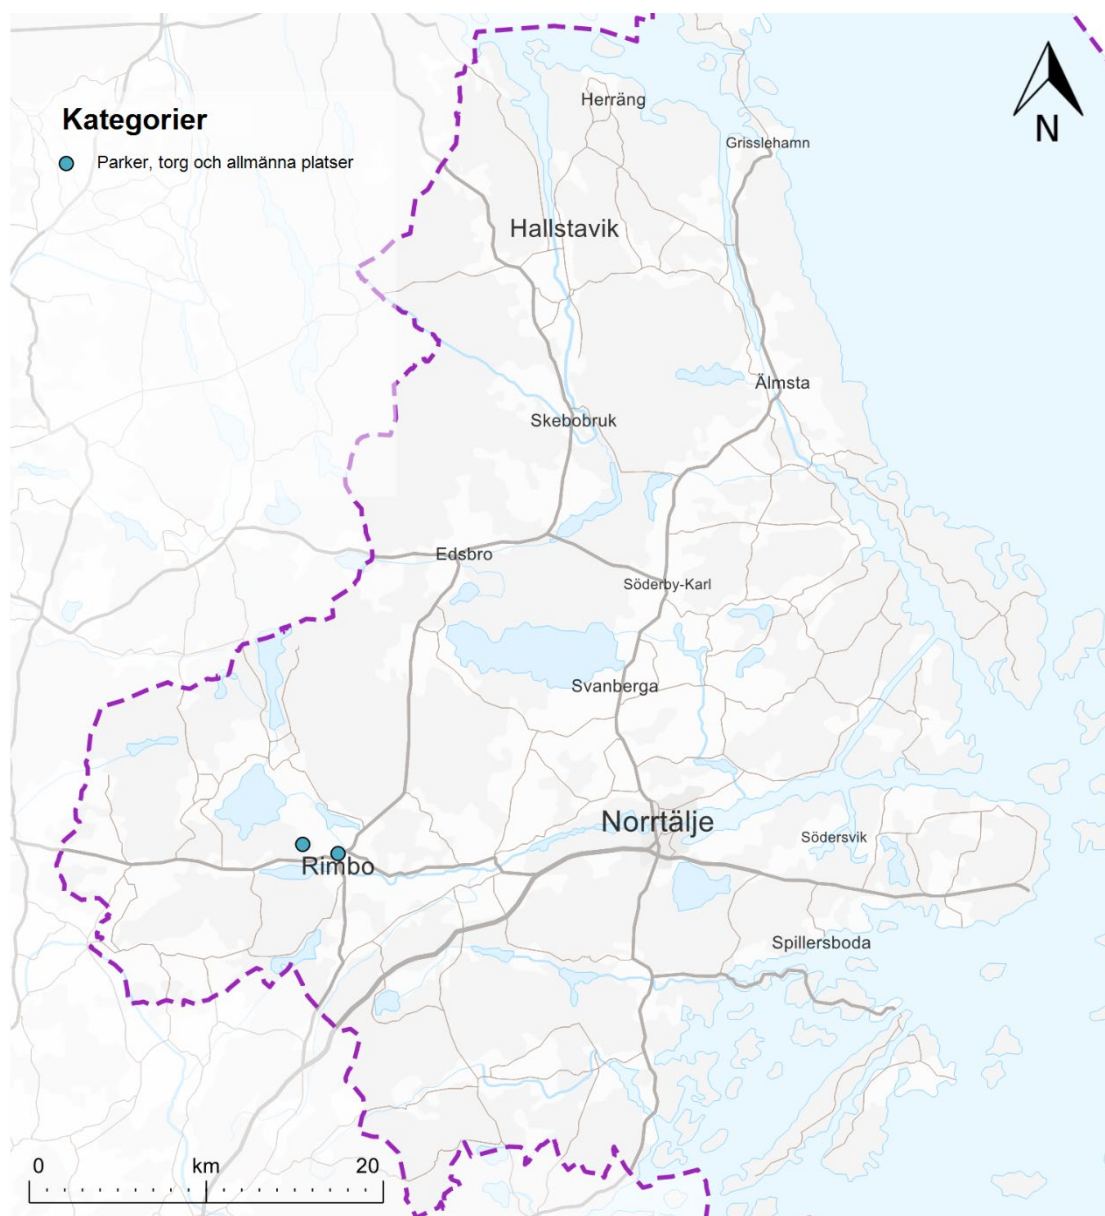 Herräng
Kategorier
N
Grisslehamn
Parker, torg och allmänna platser
Hallstavik
Älmsta
Skebobruk
Edsbro
Söderby-Karl
Svanberga
Norrtälje
Södersvik
Rimbo
Spillersboda
0 km 20